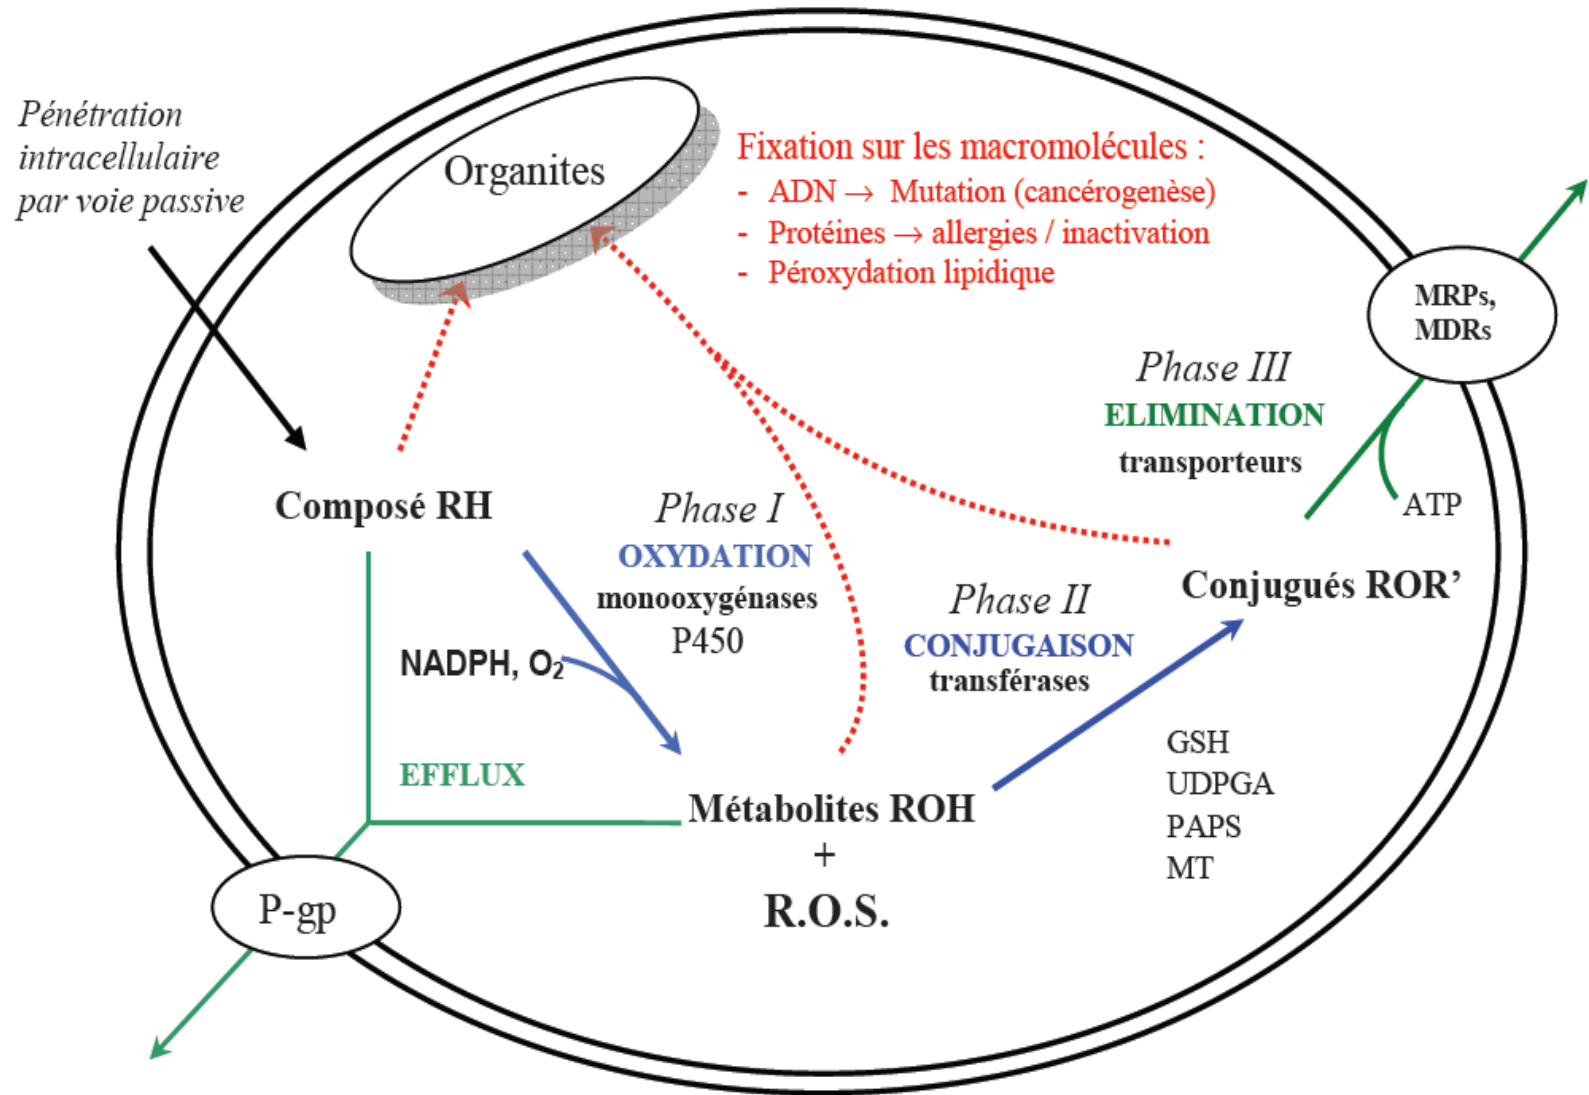 Pénétration
intracellulaire
par voie passive
Organites
Fixation sur les macromolécules :
- ADN → Mutation (cancérogenèse)
- Protéines → allergies / inactivation
- Péroxydation lipidique
MRPs,
MDRs
Phase III
ELIMINATION
transporteurs
ATP
Composé RH
Phase I
OXYDATION
monooxygénases
P450
NADPH, O₂
Phase II
CONJUGAISON
transférases
Conjugués ROR’
GSH
UDPGA
PAPS
MT
EFFLUX
Métabolites ROH
+
R.O.S.
P-gp